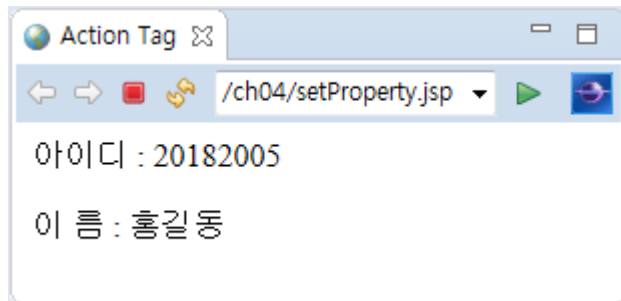 Action Tag
/ch04/setProperty.jsp
아이디 : 20182005
이 름 : 홍길동